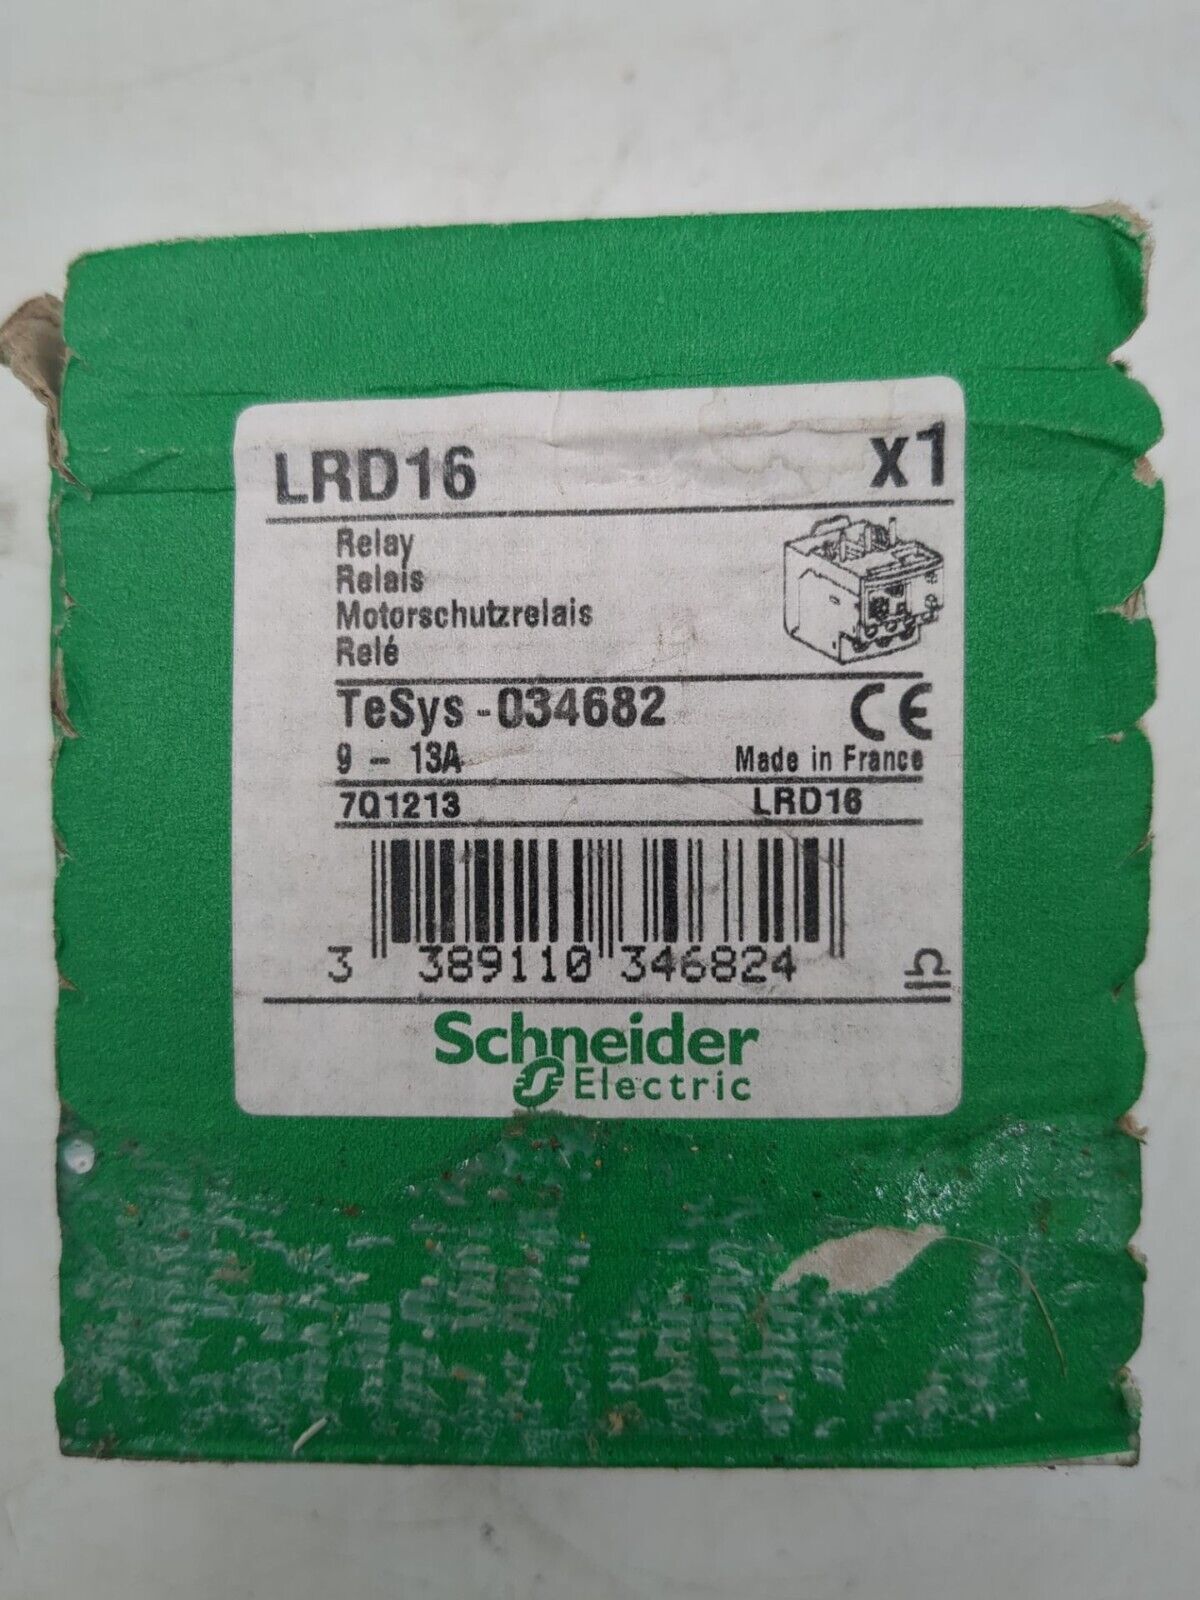 LRD16 x1
Relay
Relais
Motorschutzrelais
Relé
TeSys - 034682 CE
9 - 13A Made in France
7Q1213 LRD16
3 389110 346824
Schneider
Electric